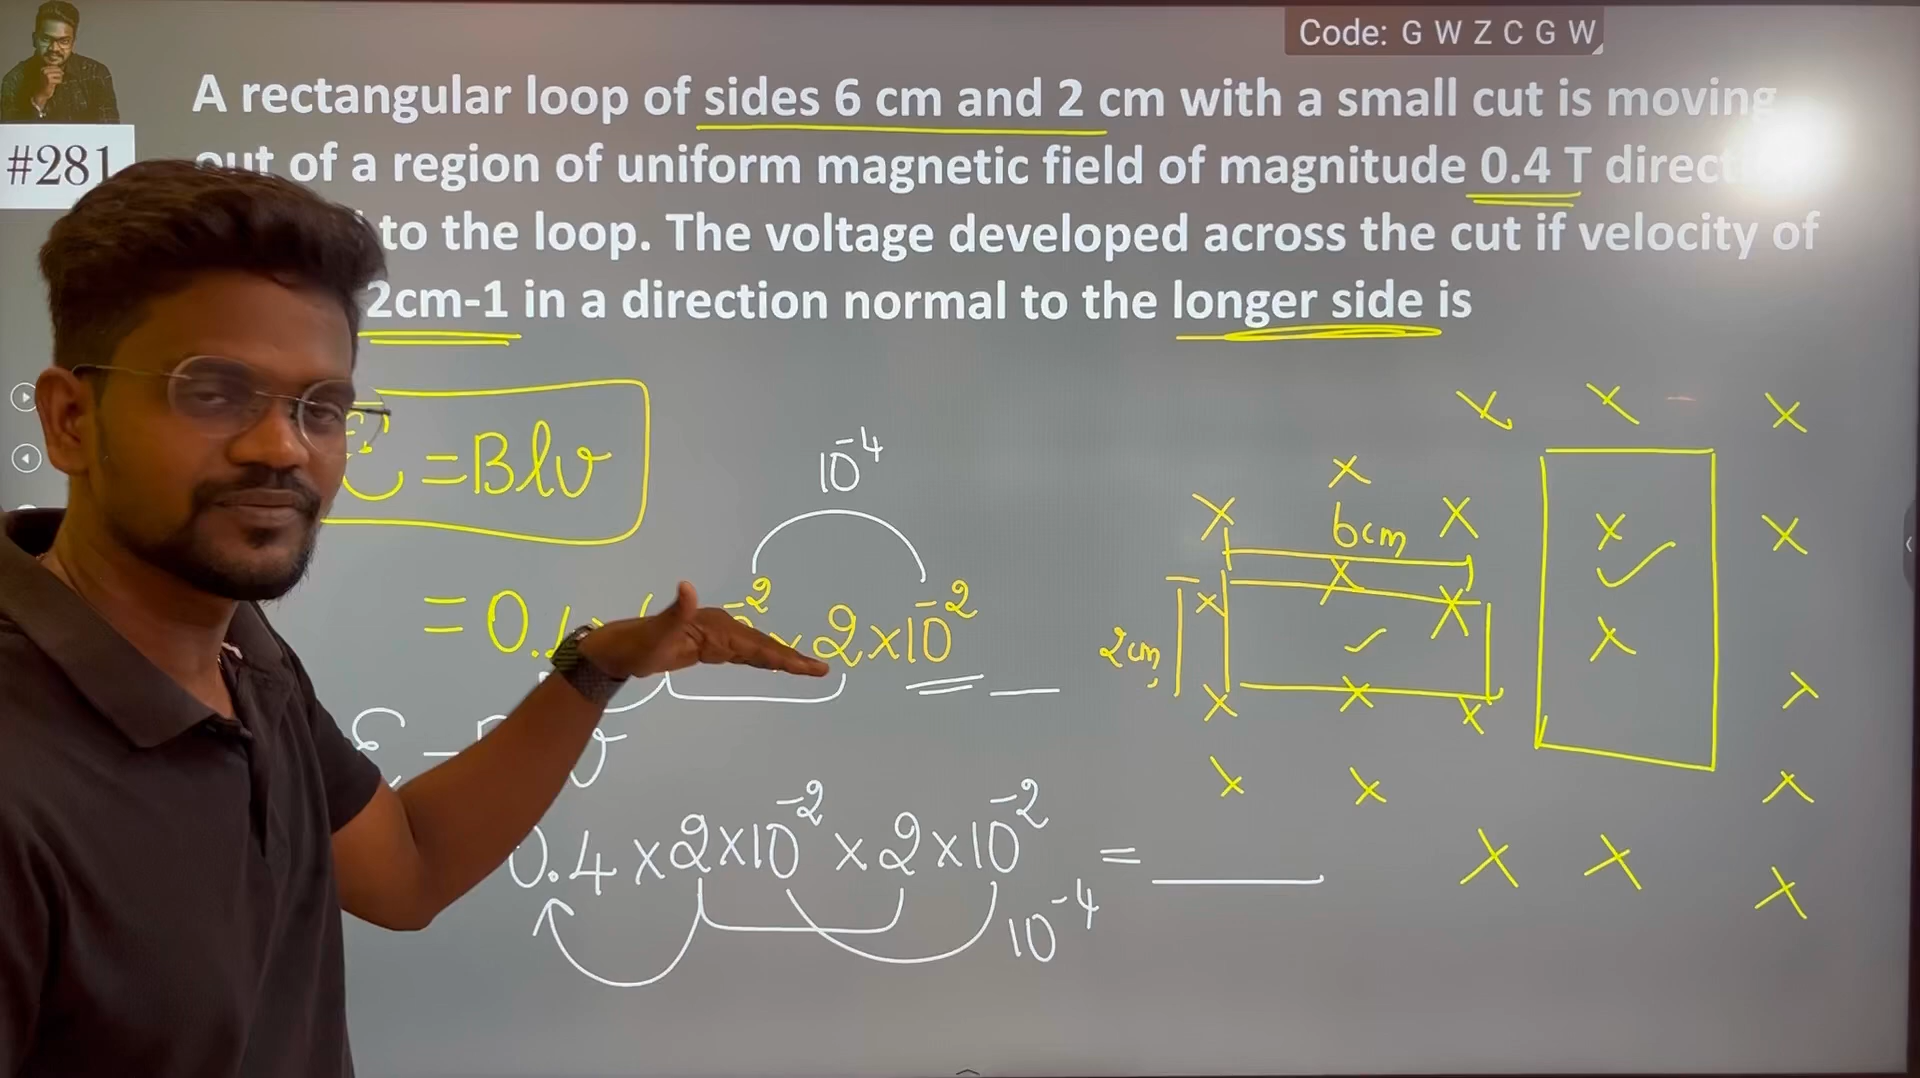 Code: G W Z C G W
A rectangular loop of sides 6 cm and 2 cm with a small cut is moving
#281
out of a region of uniform magnetic field of magnitude 0.4 T
to the loop. The voltage developed across the cut if velocity of
2cm-1 in a direction normal to the longer side is
= Blv
10⁻⁴
6cm
= 0. ⁻² × 2×10⁻²
2cm
0.4 × 2×10⁻² × 2×10⁻² =
10⁻⁴